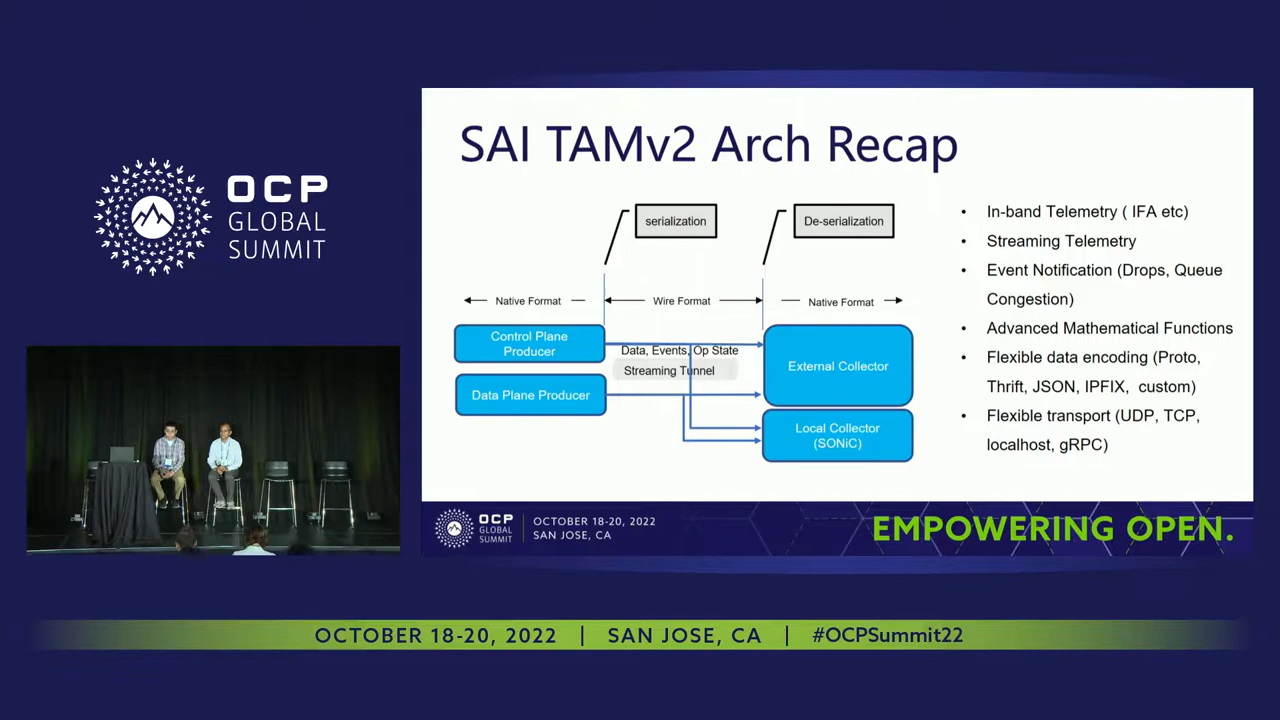 OCP
GLOBAL
SUMMIT
SAI TAMv2 Arch Recap
serialization
De-serialization
Native Format
Wire Format
Native Format
Control Plane
Producer
Data Plane Producer
Data, Events, Op State
Streaming Tunnel
External Collector
Local Collector
(SONiC)
• In-band Telemetry ( IFA etc)
• Streaming Telemetry
• Event Notification (Drops, Queue
Congestion)
• Advanced Mathematical Functions
• Flexible data encoding (Proto,
Thrift, JSON, IPFIX, custom)
• Flexible transport (UDP, TCP,
localhost, gRPC)
OCP
GLOBAL
SUMMIT
OCTOBER 18-20, 2022
SAN JOSE, CA
EMPOWERING OPEN.
OCTOBER 18-20, 2022 | SAN JOSE, CA | #OCPSummit22